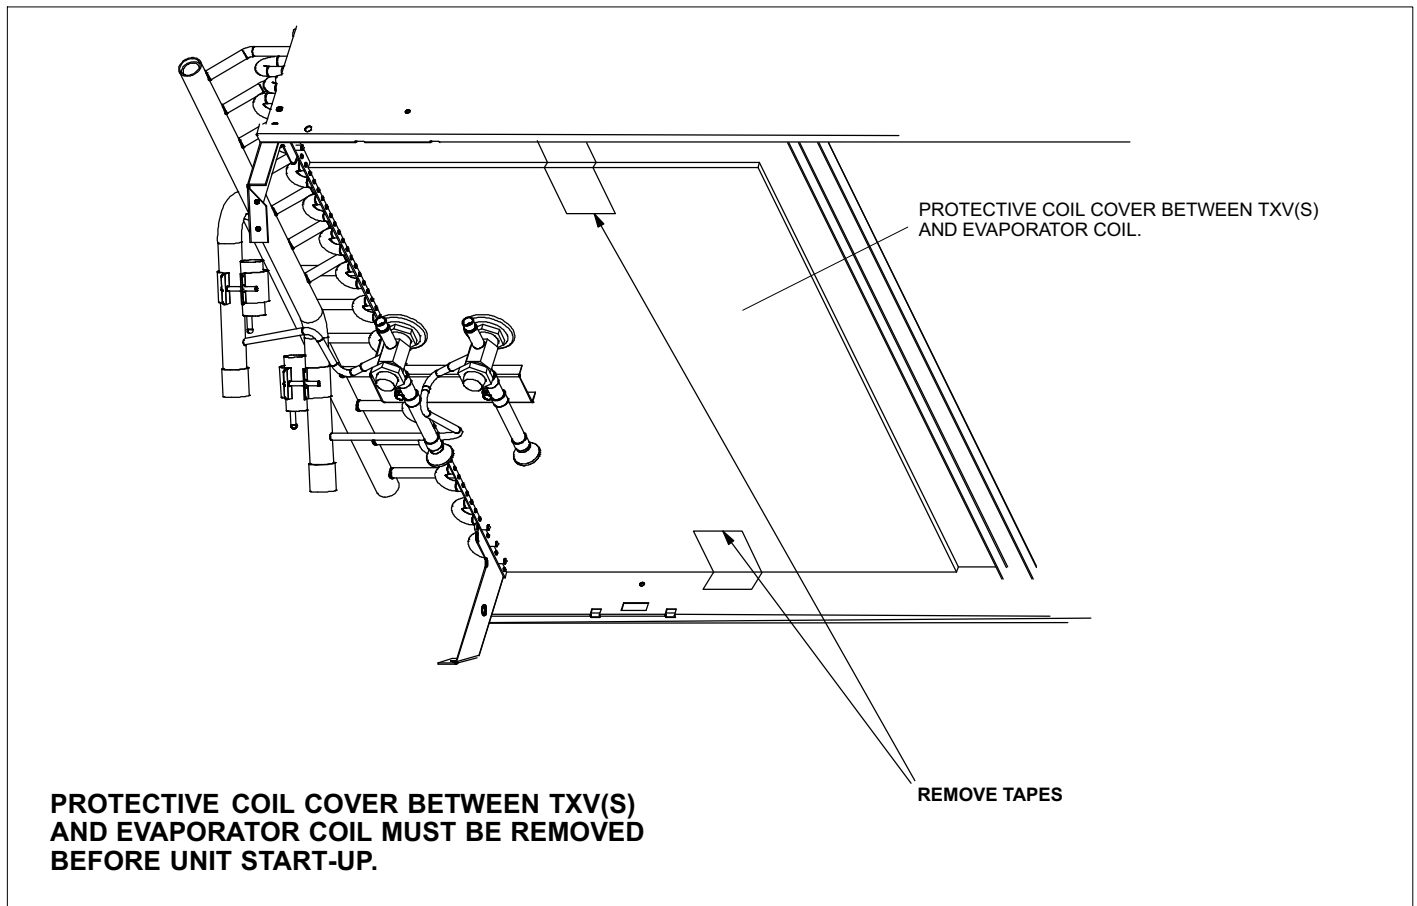 PROTECTIVE COIL COVER BETWEEN TXV(S)
AND EVAPORATOR COIL.
REMOVE TAPES
PROTECTIVE COIL COVER BETWEEN TXV(S)
AND EVAPORATOR COIL MUST BE REMOVED
BEFORE UNIT START-UP.